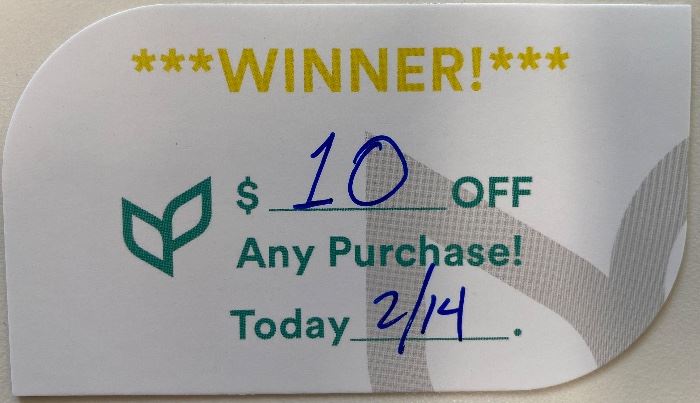 ***WINNER!***
$ 10 OFF
Any Purchase!
Today 2/14.